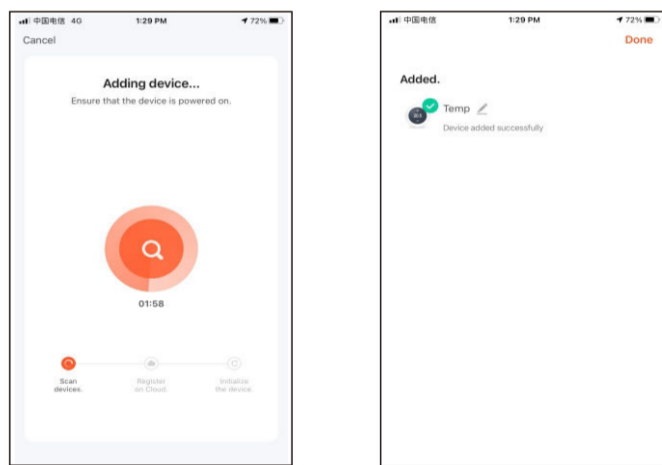 中国电信 4G 1:29 PM 72%
Cancel
Adding device...
Ensure that the device is powered on.
01:58
Scan devices.
Register on Cloud.
Initialize the device.
中国电信 1:29 PM 72%
Done
Added.
Temp
Device added successfully